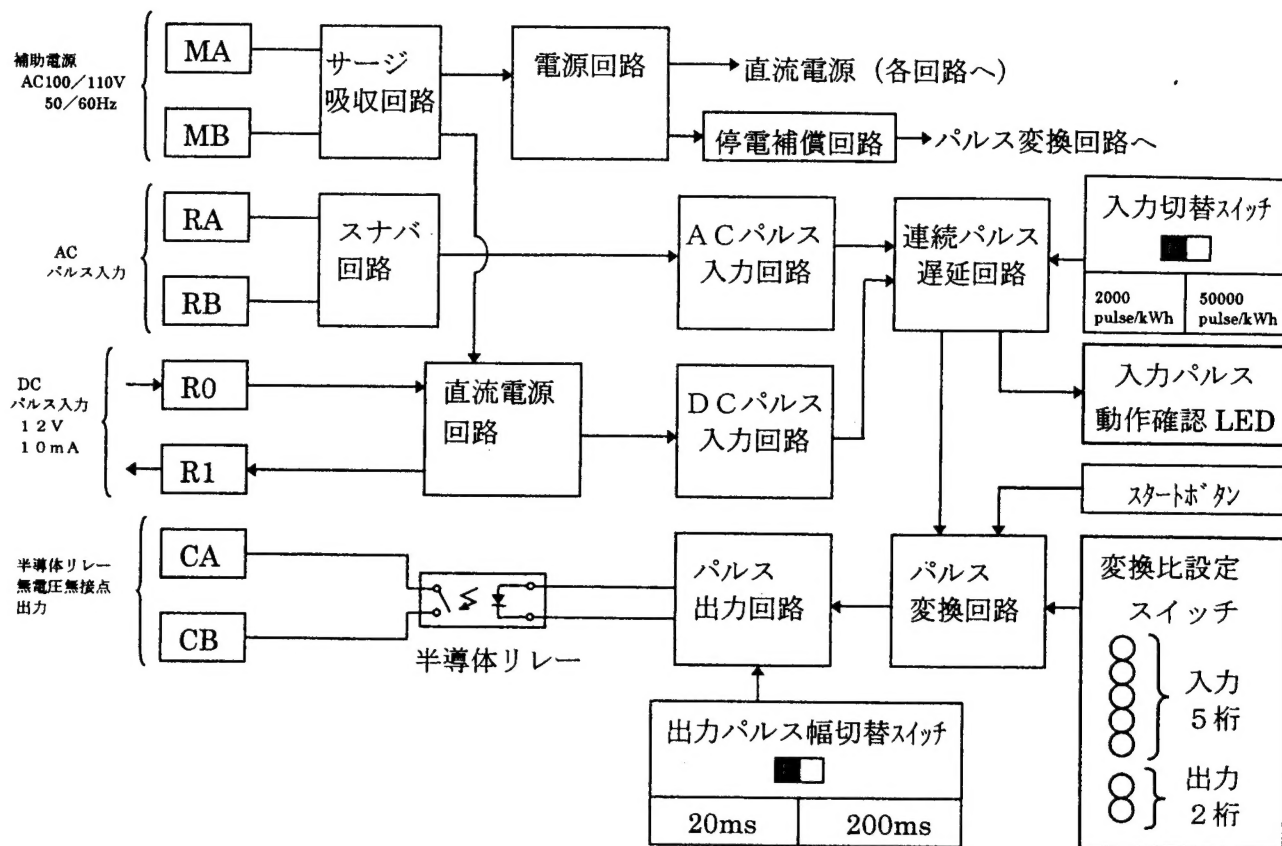 補助電源
AC100/110V
50/60Hz
MA
MB
サージ
吸収回路
電源回路
直流電源（各回路へ）
停電補償回路
パルス変換回路へ
AC
パルス入力
RA
RB
スナバ
回路
ACパルス
入力回路
連続パルス
遅延回路
入力切替スイッチ
2000
pulse/kWh
50000
pulse/kWh
DC
パルス入力
12V
10mA
R0
R1
直流電源
回路
DCパルス
入力回路
入力パルス
動作確認 LED
スタートボタン
半導体リレー
無電圧無接点
出力
CA
CB
半導体リレー
パルス
出力回路
パルス
変換回路
変換比設定
スイッチ
入力
5桁
出力
2桁
出力パルス幅切替スイッチ
20ms
200ms